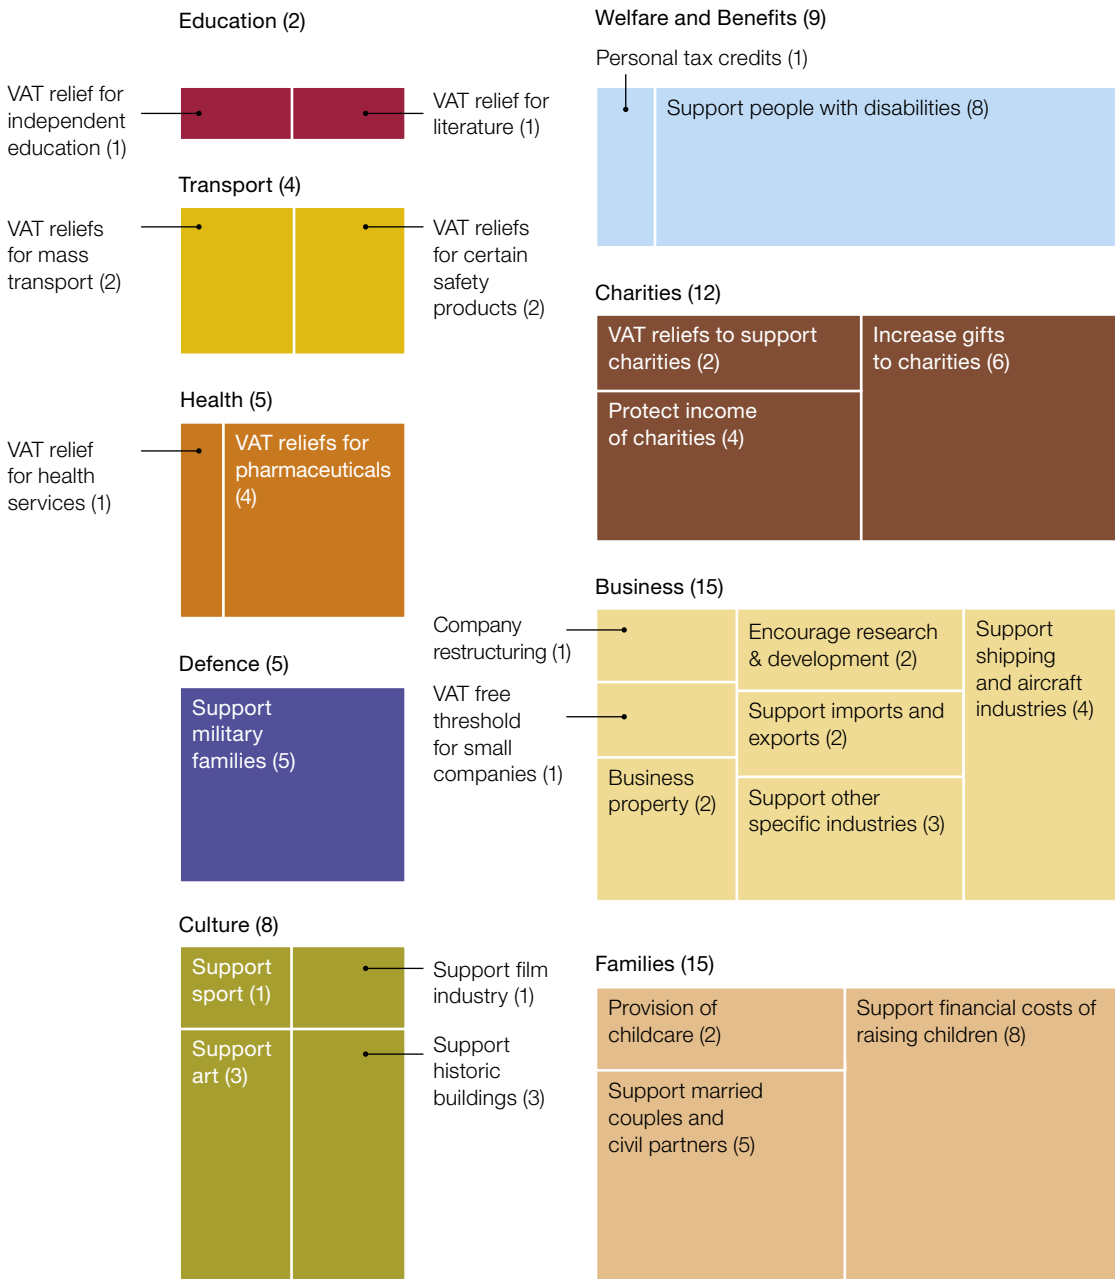 Education (2)
VAT relief for
independent
education (1)
VAT relief for
literature (1)
Transport (4)
VAT reliefs
for mass
transport (2)
VAT reliefs
for certain
safety
products (2)
Health (5)
VAT relief
for health
services (1)
VAT reliefs for
pharmaceuticals
(4)
Defence (5)
Support
military
families (5)
Culture (8)
Support
sport (1)
Support film
industry (1)
Support
art (3)
Support
historic
buildings (3)
Welfare and Benefits (9)
Personal tax credits (1)
Support people with disabilities (8)
Charities (12)
VAT reliefs to support
charities (2)
Increase gifts
to charities (6)
Protect income
of charities (4)
Business (15)
Company
restructuring (1)
VAT free
threshold
for small
companies (1)
Business
property (2)
Encourage research
& development (2)
Support imports and
exports (2)
Support other
specific industries (3)
Support
shipping
and aircraft
industries (4)
Families (15)
Provision of
childcare (2)
Support married
couples and
civil partners (5)
Support financial costs of
raising children (8)